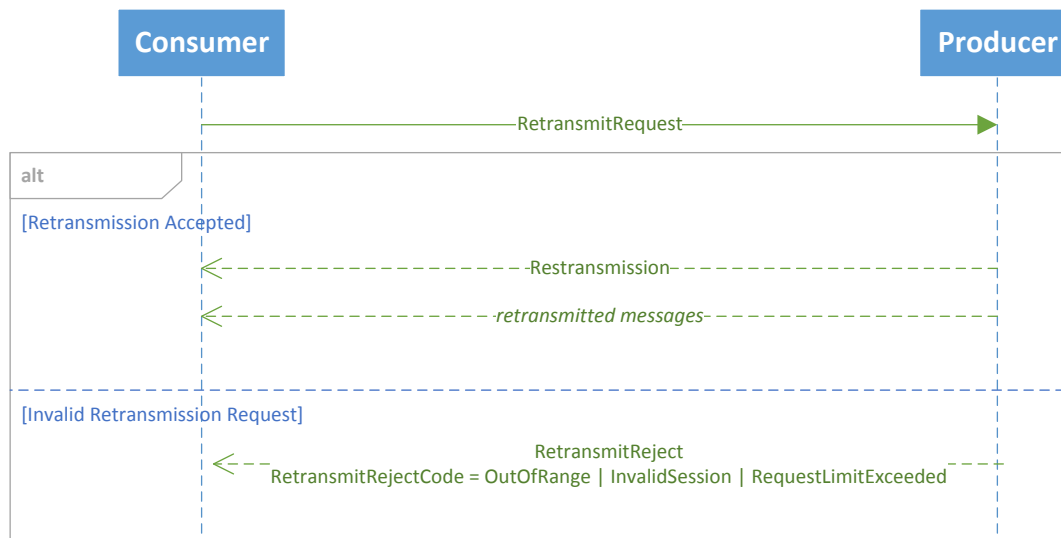 Consumer
Producer
RetransmitRequest
alt
[Retransmission Accepted]
Restransmission
retransmitted messages
[Invalid Retransmission Request]
RetransmitReject
RetransmitRejectCode = OutOfRange | InvalidSession | RequestLimitExceeded